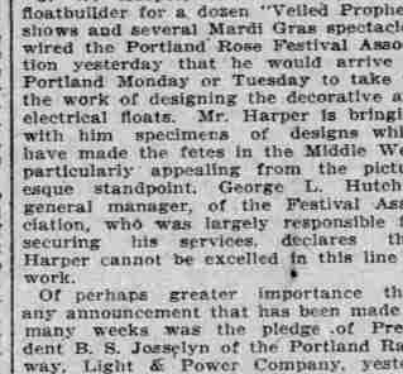 floatbuilder for a dozen "Veiled Prophe
shows and several Mardi Gras spectacle
wired the Portland Rose Festival Asso
tion yesterday that he would arrive
Portland Monday or Tuesday to take
the work of designing the decorative a
electrical floats. Mr. Harper is bringi
with him specimens of designs whi
have made the fetes in the Middle We
particularly appealing from the pictu
esque standpoint. George L. Hutch
general manager, of the Festival Ass
ciation, who was largely responsible f
securing his services, declares th
Harper cannot be excelled in this line
work.
Of perhaps greater importance th
any announcement that has been made
many weeks was the pledge of Pre
dent B. S. Josselyn of the Portland Ra
way, Light & Power Company, yeste